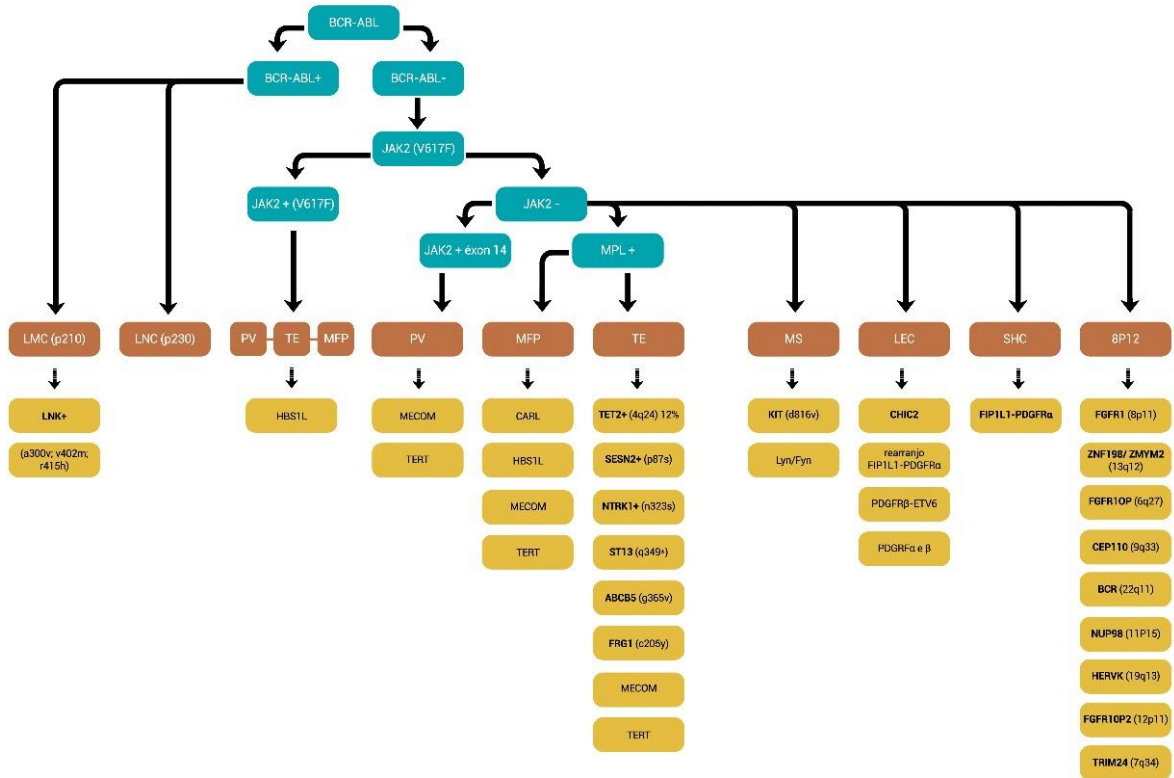 BCR-ABL
BCR-ABL+
BCR-ABL-
JAK2 (V617F)
JAK2 + (V617F)
JAK2 -
JAK2 + éxon 14
MPL +
LMC (p210)
LNC (p230)
PV
TE
MFP
PV
MFP
TE
MS
LEC
SHC
8P12
LNK+
(a300v; v402m;
r415h)
HBS1L
MECOM
TERT
CARL
HBS1L
MECOM
TERT
TET2+ (4q24) 12%
SESN2+ (p87s)
NTRK1+ (n323s)
ST13 (q349*)
ABCB5 (g365v)
FRG1 (c205y)
MECOM
TERT
KIT (d816v)
Lyn/Fyn
CHIC2
rearranjo
FIP1L1-PDGFRα
PDGFRβ-ETV6
PDGRFα e β
FIP1L1-PDGFRα
FGFR1 (8p11)
ZNF198/ ZMYM2
(13q12)
FGFR1OP (6q27)
CEP110 (9q33)
BCR (22q11)
NUP98 (11P15)
HERVK (19q13)
FGFR10P2 (12p11)
TRIM24 (7q34)